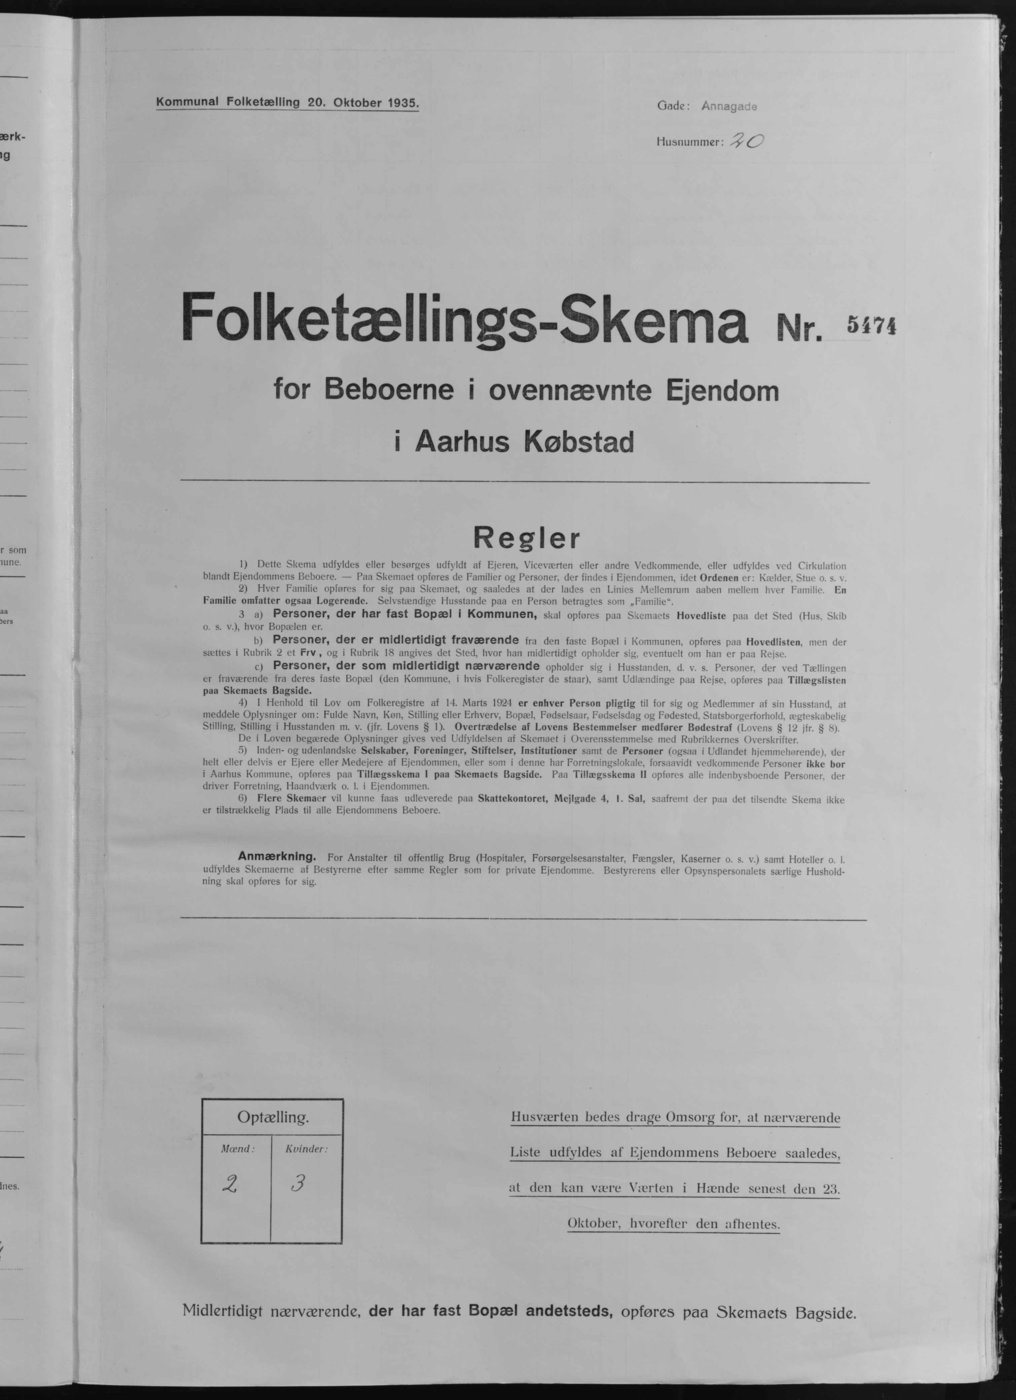 Kommunal Folketælling 20. Oktober 1935.
Gade: Annagade
Husnummer: 20
Folketællings-Skema Nr. 5474
for Beboerne i ovennævnte Ejendom
i Aarhus Købstad
Regler
1) Dette Skema udfyldes eller besørges udfyldt af Ejeren, Viceværten eller andre Vedkommende, eller udfyldes ved Cirkulation
blandt Ejendommens Beboere. — Paa Skemaet opføres de Familier og Personer, der findes i Ejendommen, idet Ordenen er: Kælder, Stue o. s. v.
2) Hver Familie opføres for sig paa Skemaet, og saaledes at der lades en Linies Mellemrum aaben mellem hver Familie. En
Familie omfatter ogsaa Logerende. Selvstændige Husstande paa en Person betragtes som „Familie“.
3 a) Personer, der har fast Bopæl i Kommunen, skal opføres paa Skemaets Hovedliste paa det Sted (Hus, Skib
o. s. v.), hvor Bopælen er.
b) Personer, der er midlertidigt fraværende fra den faste Bopæl i Kommunen, opføres paa Hovedlisten, men der
sættes i Rubrik 2 et Frv., og i Rubrik 18 angives det Sted, hvor han midlertidigt opholder sig, eventuelt om han er paa Rejse.
c) Personer, der som midlertidigt nærværende opholder sig i Husstanden, d. v. s. Personer, der ved Tællingen
er fraværende fra deres faste Bopæl (den Kommune, i hvis Folkeregister de staar), samt Udlændinge paa Rejse, opføres paa Tillægslisten
paa Skemaets Bagside.
4) I Henhold til Lov om Folkeregistre af 14. Marts 1924 er enhver Person pligtig til for sig og Medlemmer af sin Husstand, at
meddele Oplysninger om: Fulde Navn, Køn, Stilling eller Erhverv, Bopæl, Fødselsaar, Fødselsdag og Fødested, Statsborgerforhold, ægteskabelig
Stilling, Stilling i Husstanden m. v. (jfr. Lovens § 1). Overtrædelse af Lovens Bestemmelser medfører Bødestraf (Lovens § 12 jfr. § 8).
De i Loven begærede Oplysninger gives ved Udfyldelsen af Skemaet i Overensstemmelse med Rubrikkernes Overskrifter.
5) Inden- og udenlandske Selskaber, Foreninger, Stiftelser, Institutioner samt de Personer (ogsaa i Udlandet hjemmehørende), der
helt eller delvis er Ejere eller Medejere af Ejendommen, eller som i denne har Forretningslokale, forsaavidt vedkommende Personer ikke bor
i Aarhus Kommune, opføres paa Tillægsskema I paa Skemaets Bagside. Paa Tillægsskema II opføres alle indenbysboende Personer, der
driver Forretning, Haandværk o. l. i Ejendommen.
6) Flere Skemaer vil kunne faas udleverede paa Skattekontoret, Mejlgade 4, 1. Sal, saafremt der paa det tilsendte Skema ikke
er tilstrækkelig Plads til alle Ejendommens Beboere.
Anmærkning. For Anstalter til offentlig Brug (Hospitaler, Forsørgelsesanstalter, Fængsler, Kaserner o. s. v.) samt Hoteller o. l.
udfyldes Skemaerne af Bestyrerne efter samme Regler som for private Ejendomme. Bestyrerens eller Opsynspersonalets særlige Hushold-
ning skal opføres for sig.
Optælling.
Mænd: Kvinder:
2 3
Husværten bedes drage Omsorg for, at nærværende
Liste udfyldes af Ejendommens Beboere saaledes,
at den kan være Værten i Hænde senest den 23.
Oktober, hvorefter den afhentes.
Midlertidigt nærværende, der har fast Bopæl andetsteds, opføres paa Skemaets Bagside.